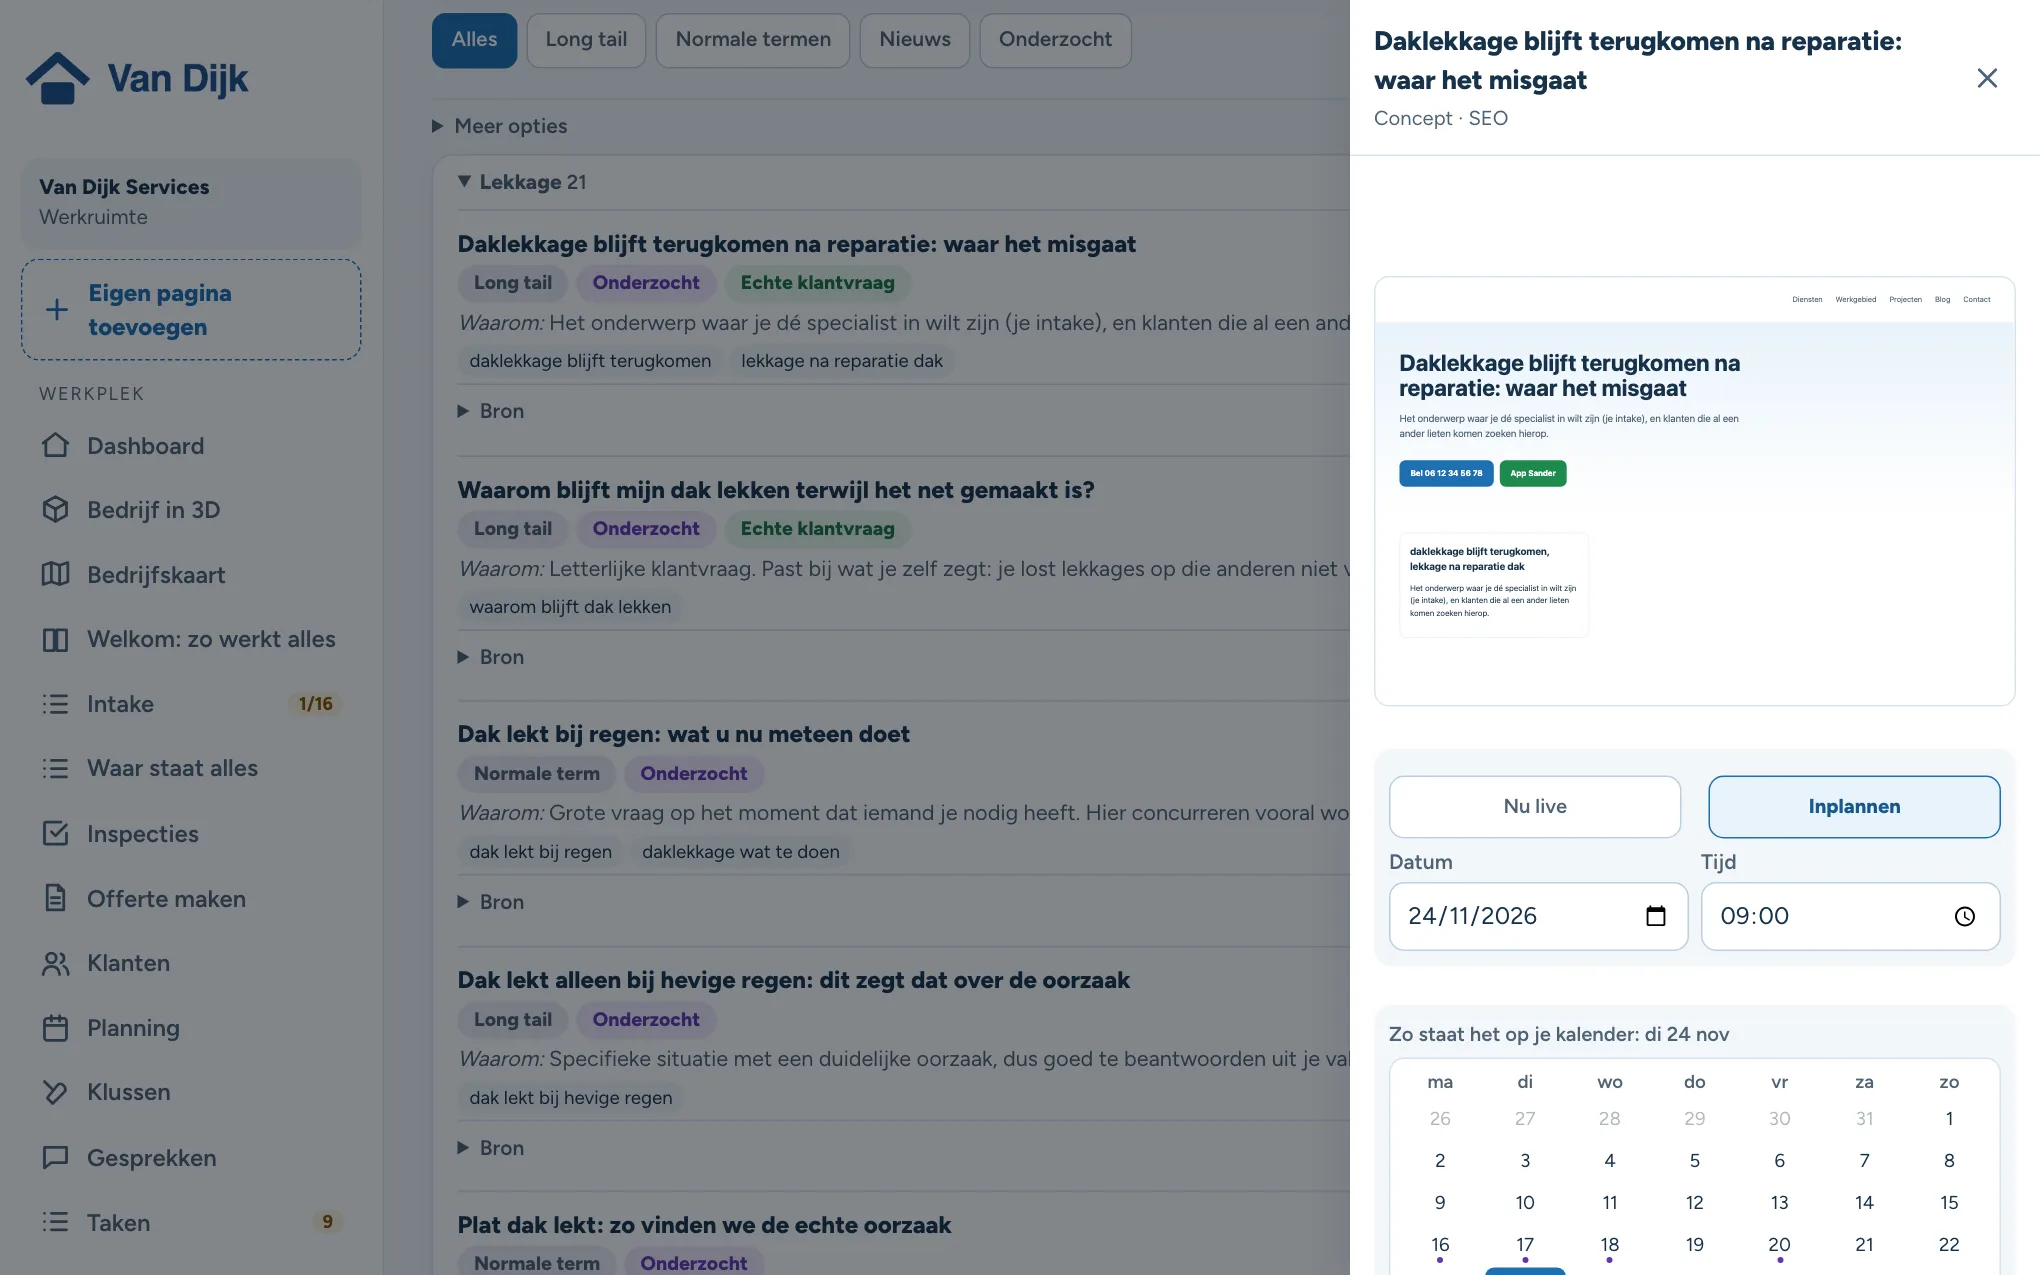 Van Dijk
Van Dijk Services
Werkruimte
Eigen pagina
toevoegen
WERKPLEK
Dashboard
Bedrijf in 3D
Bedrijfskaart
Welkom: zo werkt alles
Intake 1/16
Waar staat alles
Inspecties
Offerte maken
Klanten
Planning
Klussen
Gesprekken
Taken 9
Alles Long tail Normale termen Nieuws Onderzocht
Meer opties
Lekkage 21
Daklekkage blijft terugkomen na reparatie: waar het misgaat
Long tail Onderzocht Echte klantvraag
Waarom: Het onderwerp waar je dé specialist in wilt zijn (je intake), en klanten die al een and
daklekkage blijft terugkomen lekkage na reparatie dak
Bron
Waarom blijft mijn dak lekken terwijl het net gemaakt is?
Long tail Onderzocht Echte klantvraag
Waarom: Letterlijke klantvraag. Past bij wat je zelf zegt: je lost lekkages op die anderen niet v
waarom blijft dak lekken
Bron
Dak lekt bij regen: wat u nu meteen doet
Normale term Onderzocht
Waarom: Grote vraag op het moment dat iemand je nodig heeft. Hier concurreren vooral wo
dak lekt bij regen daklekkage wat te doen
Bron
Dak lekt alleen bij hevige regen: dit zegt dat over de oorzaak
Long tail Onderzocht
Waarom: Specifieke situatie met een duidelijke oorzaak, dus goed te beantwoorden uit je val
dak lekt bij hevige regen
Bron
Plat dak lekt: zo vinden we de echte oorzaak
Normale term Onderzocht
Daklekkage blijft terugkomen na reparatie:
waar het misgaat
Concept · SEO
Diensten Werkgebied Projecten Blog Contact
Daklekkage blijft terugkomen na
reparatie: waar het misgaat
Het onderwerp waar je dé specialist in wilt zijn (je intake), en klanten die al een
ander lieten komen zoeken hierop.
Bel 06 12 34 56 78 App Sander
daklekkage blijft terugkomen,
lekkage na reparatie dak
Het onderwerp waar je dé specialist in wilt zijn
(je intake), en klanten die al een ander lieten
komen zoeken hierop.
Nu live Inplannen
Datum Tijd
24/11/2026 09:00
Zo staat het op je kalender: di 24 nov
ma di wo do vr za zo
26 27 28 29 30 31 1
2 3 4 5 6 7 8
9 10 11 12 13 14 15
16 17 18 19 20 21 22